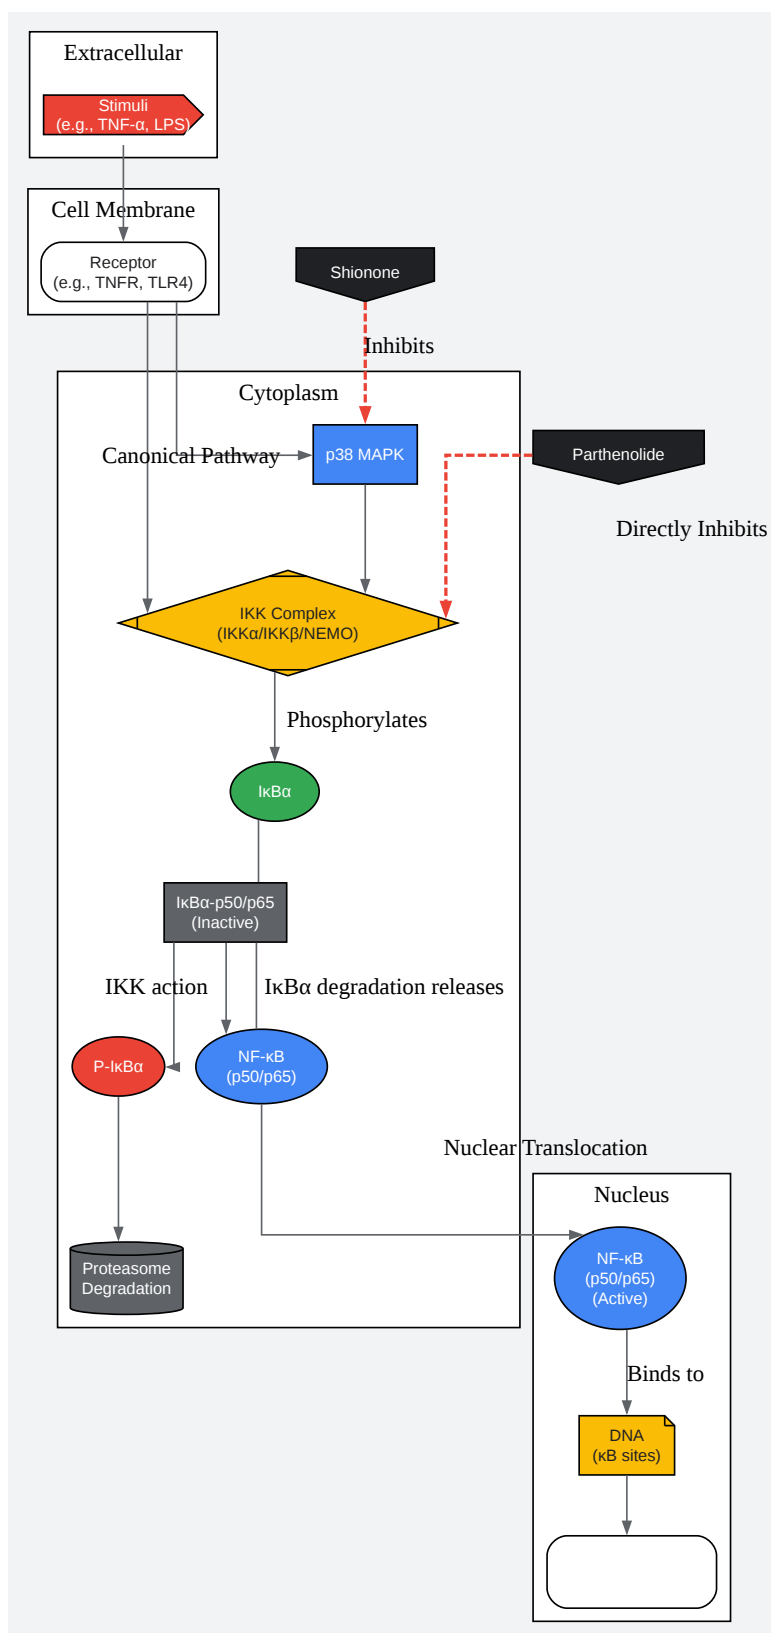 Extracellular
Stimuli
(e.g., TNF-α, LPS)
Cell Membrane
Receptor
(e.g., TNFR, TLR4)
Shionone
Inhibits
Cytoplasm
Canonical Pathway
p38 MAPK
Parthenolide
Directly Inhibits
IKK Complex
(IKKα/IKKβ/NEMO)
Phosphorylates
IκBα
IκBα-p50/p65
(Inactive)
IKK action
IκBα degradation releases
P-IκBα
NF-κB
(p50/p65)
Nuclear Translocation
Nucleus
NF-κB
(p50/p65)
(Active)
Proteasome
Degradation
Binds to
DNA
(κB sites)